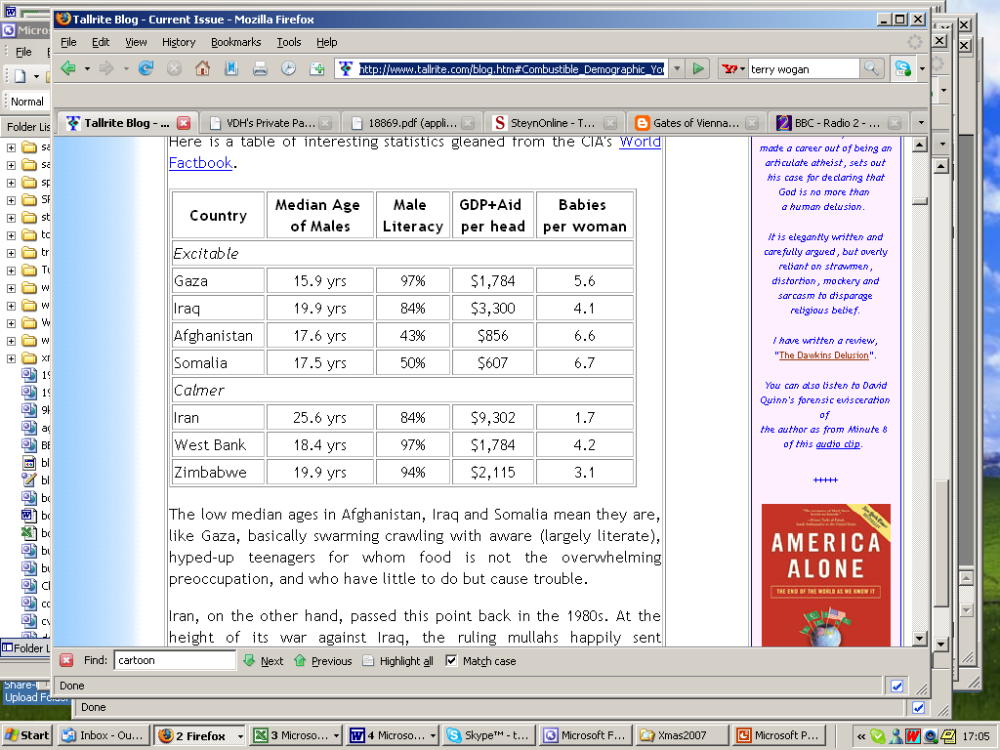 Tallrite Blog - Current Issue - Mozilla Firefox
Micros
File Edit View History Bookmarks Tools Help
File
http://www.tallrite.com/blog.htm#Combustible_Demographic_You
terry wogan
Normal
Tallrite Blog - ... VDH's Private Pa... 18869.pdf (appli... SteynOnline - T... Gates of Vienna... BBC - Radio 2 - ...
Folder Lis
Here is a table of interesting statistics gleaned from the CIA's World
Factbook.
Country Median Age of Males Male Literacy GDP+Aid per head Babies per woman
Excitable
Gaza 15.9 yrs 97% $1,784 5.6
Iraq 19.9 yrs 84% $3,300 4.1
Afghanistan 17.6 yrs 43% $856 6.6
Somalia 17.5 yrs 50% $607 6.7
Calmer
Iran 25.6 yrs 84% $9,302 1.7
West Bank 18.4 yrs 97% $1,784 4.2
Zimbabwe 19.9 yrs 94% $2,115 3.1
The low median ages in Afghanistan, Iraq and Somalia mean they are,
like Gaza, basically swarming crawling with aware (largely literate),
hyped-up teenagers for whom food is not the overwhelming
preoccupation, and who have little to do but cause trouble.
Iran, on the other hand, passed this point back in the 1980s. At the
height of its war against Iraq, the ruling mullahs happily sent
made a career out of being an
articulate atheist, sets out
his case for declaring that
God is no more than
a human delusion.
It is elegantly written and
carefully argued, but overly
reliant on strawmen,
distortion, mockery and
sarcasm to disparage
religious belief.
I have written a review,
"The Dawkins Delusion".
You can also listen to David
Quinn's forensic evisceration
of
the author as from Minute 8
of this audio clip.
+++++
AMERICA
ALONE
THE END OF THE WORLD AS WE KNOW IT
Folder L
Find: cartoon Next Previous Highlight all Match case
Done
Share-
Upload Folder
Done
Start Inbox - Ou... 2 Firefox 3 Microso... 4 Microso... Skype™ - t... Microsoft F... Xmas2007 Microsoft P... « 17:05